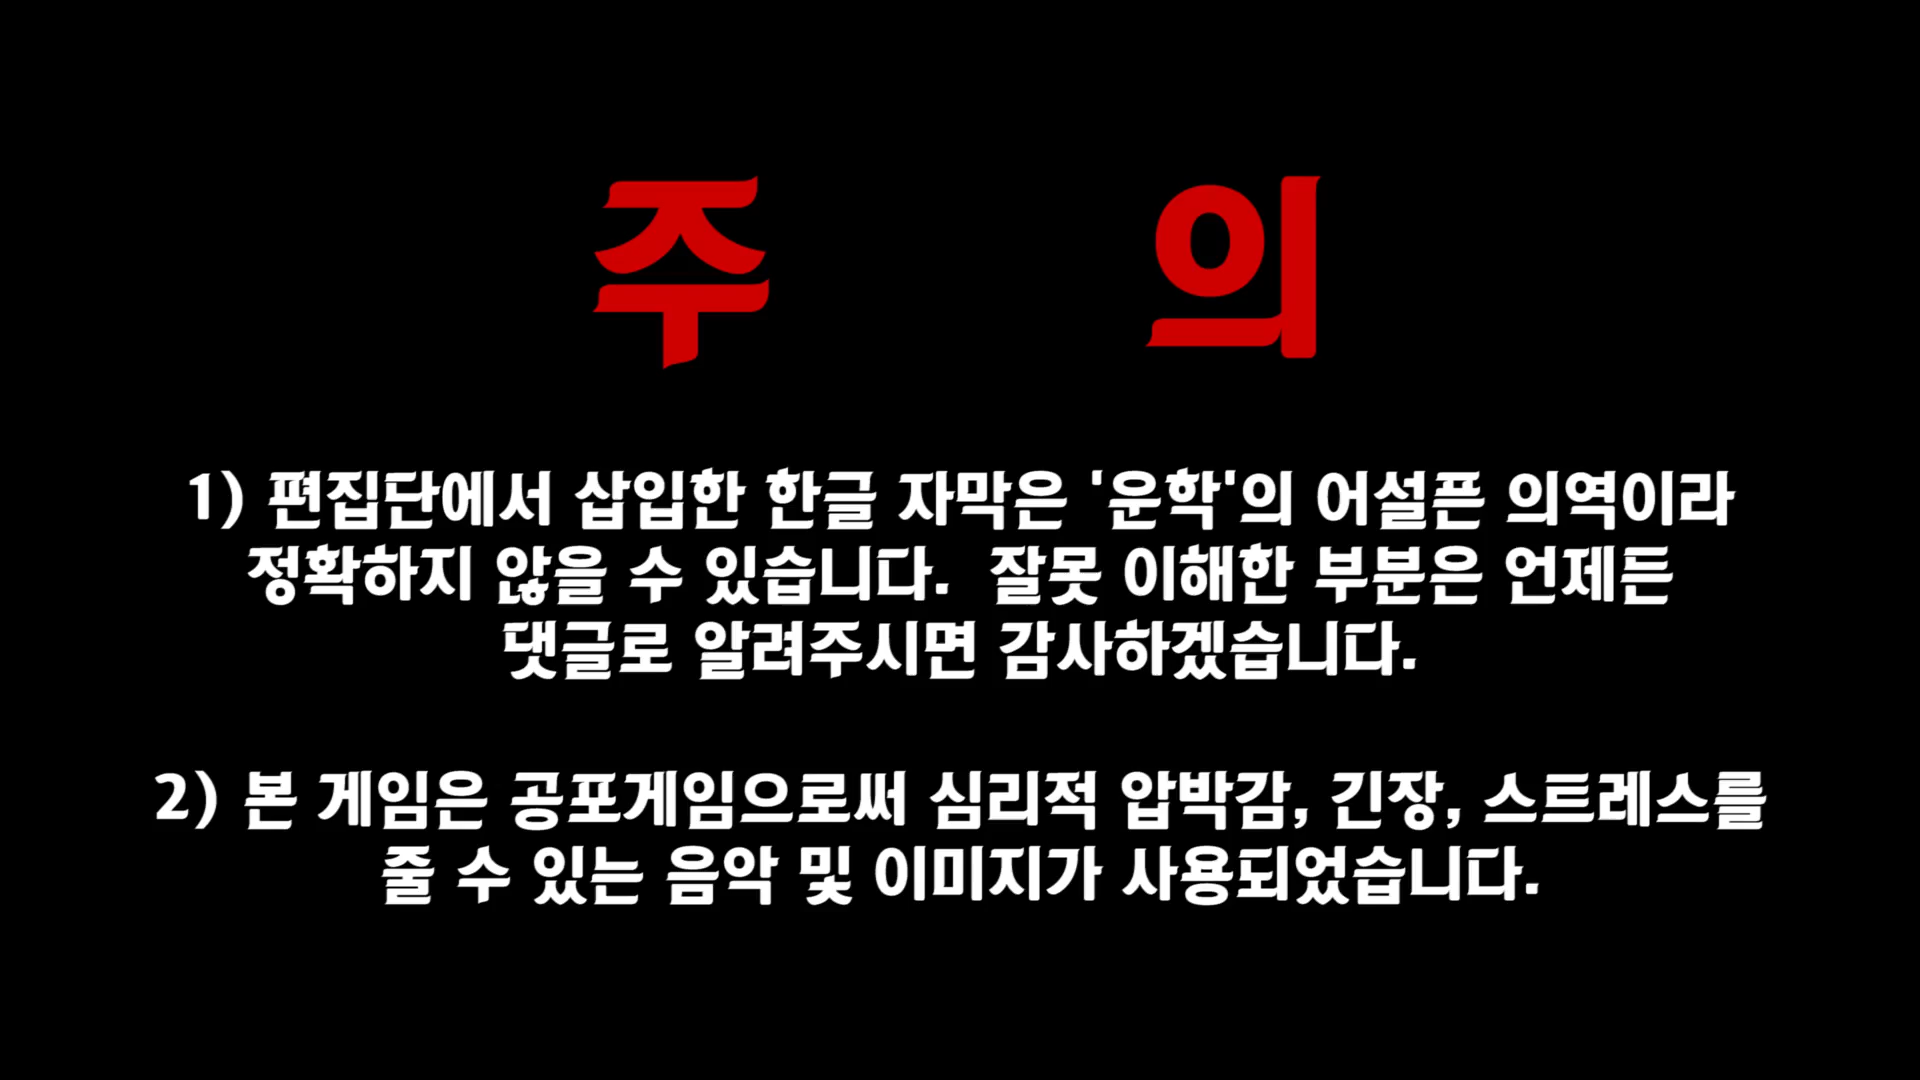 주 의
1) 편집단에서 삽입한 한글 자막은 '운학'의 어설픈 의역이라
정확하지 않을 수 있습니다. 잘못 이해한 부분은 언제든
댓글로 알려주시면 감사하겠습니다.
2) 본 게임은 공포게임으로써 심리적 압박감, 긴장, 스트레스를
줄 수 있는 음악 및 이미지가 사용되었습니다.